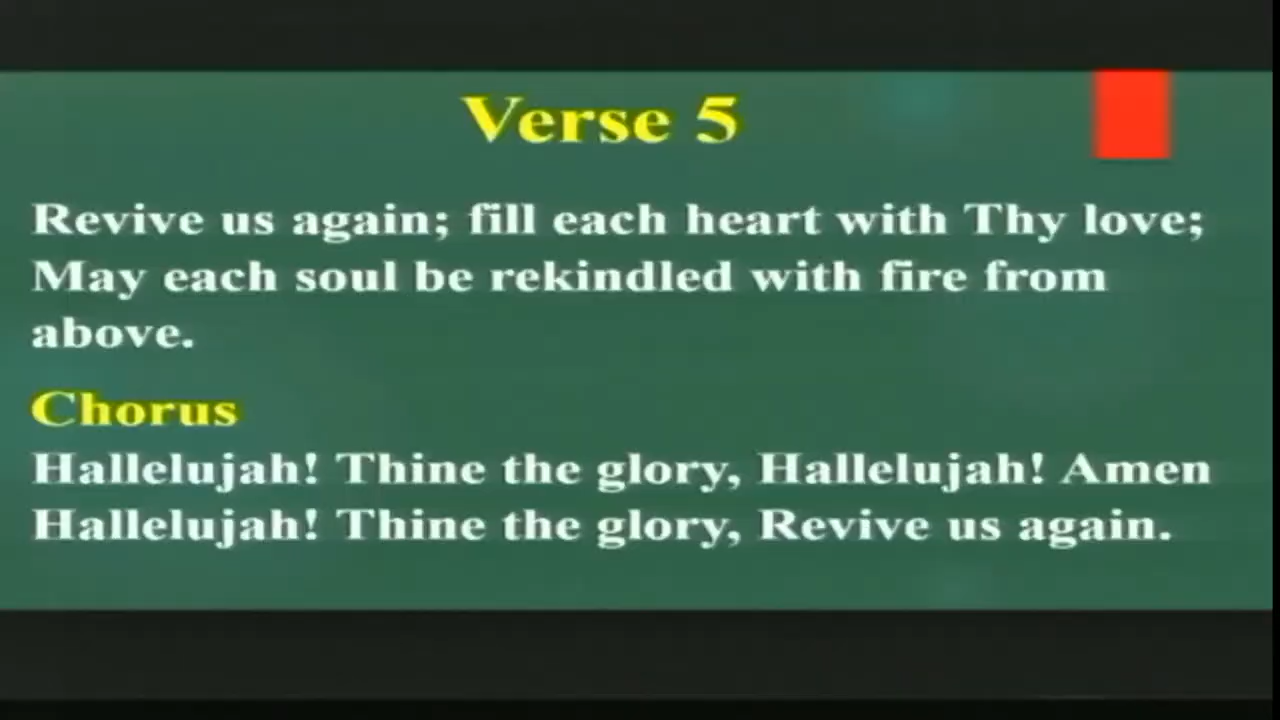 Verse 5
Revive us again; fill each heart with Thy love;
May each soul be rekindled with fire from
above.
Chorus
Hallelujah! Thine the glory, Hallelujah! Amen
Hallelujah! Thine the glory, Revive us again.